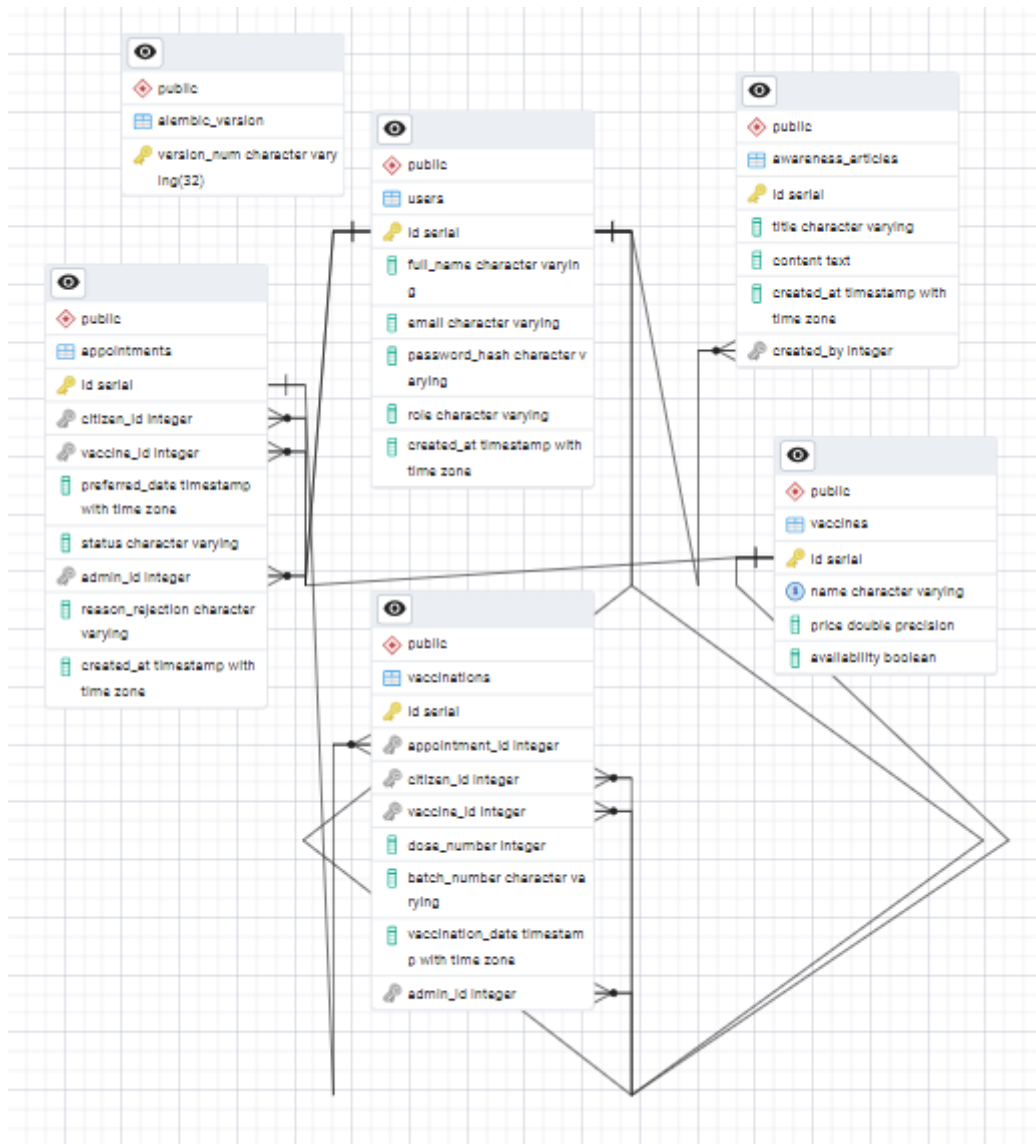 public
alembic_version
version_num character vary
ing(32)
public
users
id serial
full_name character varyin
g
email character varying
password_hash character v
arying
role character varying
created_at timestamp with
time zone
public
awareness_articles
id serial
title character varying
content text
created_at timestamp with
time zone
created_by integer
public
appointments
id serial
citizen_id integer
vaccine_id integer
preferred_date timestamp
with time zone
status character varying
admin_id integer
reason_rejection character
varying
created_at timestamp with
time zone
public
vaccines
id serial
name character varying
price double precision
availability boolean
public
vaccinations
id serial
appointment_id integer
citizen_id integer
vaccine_id integer
dose_number integer
batch_number character va
rying
vaccination_date timestam
p with time zone
admin_id integer